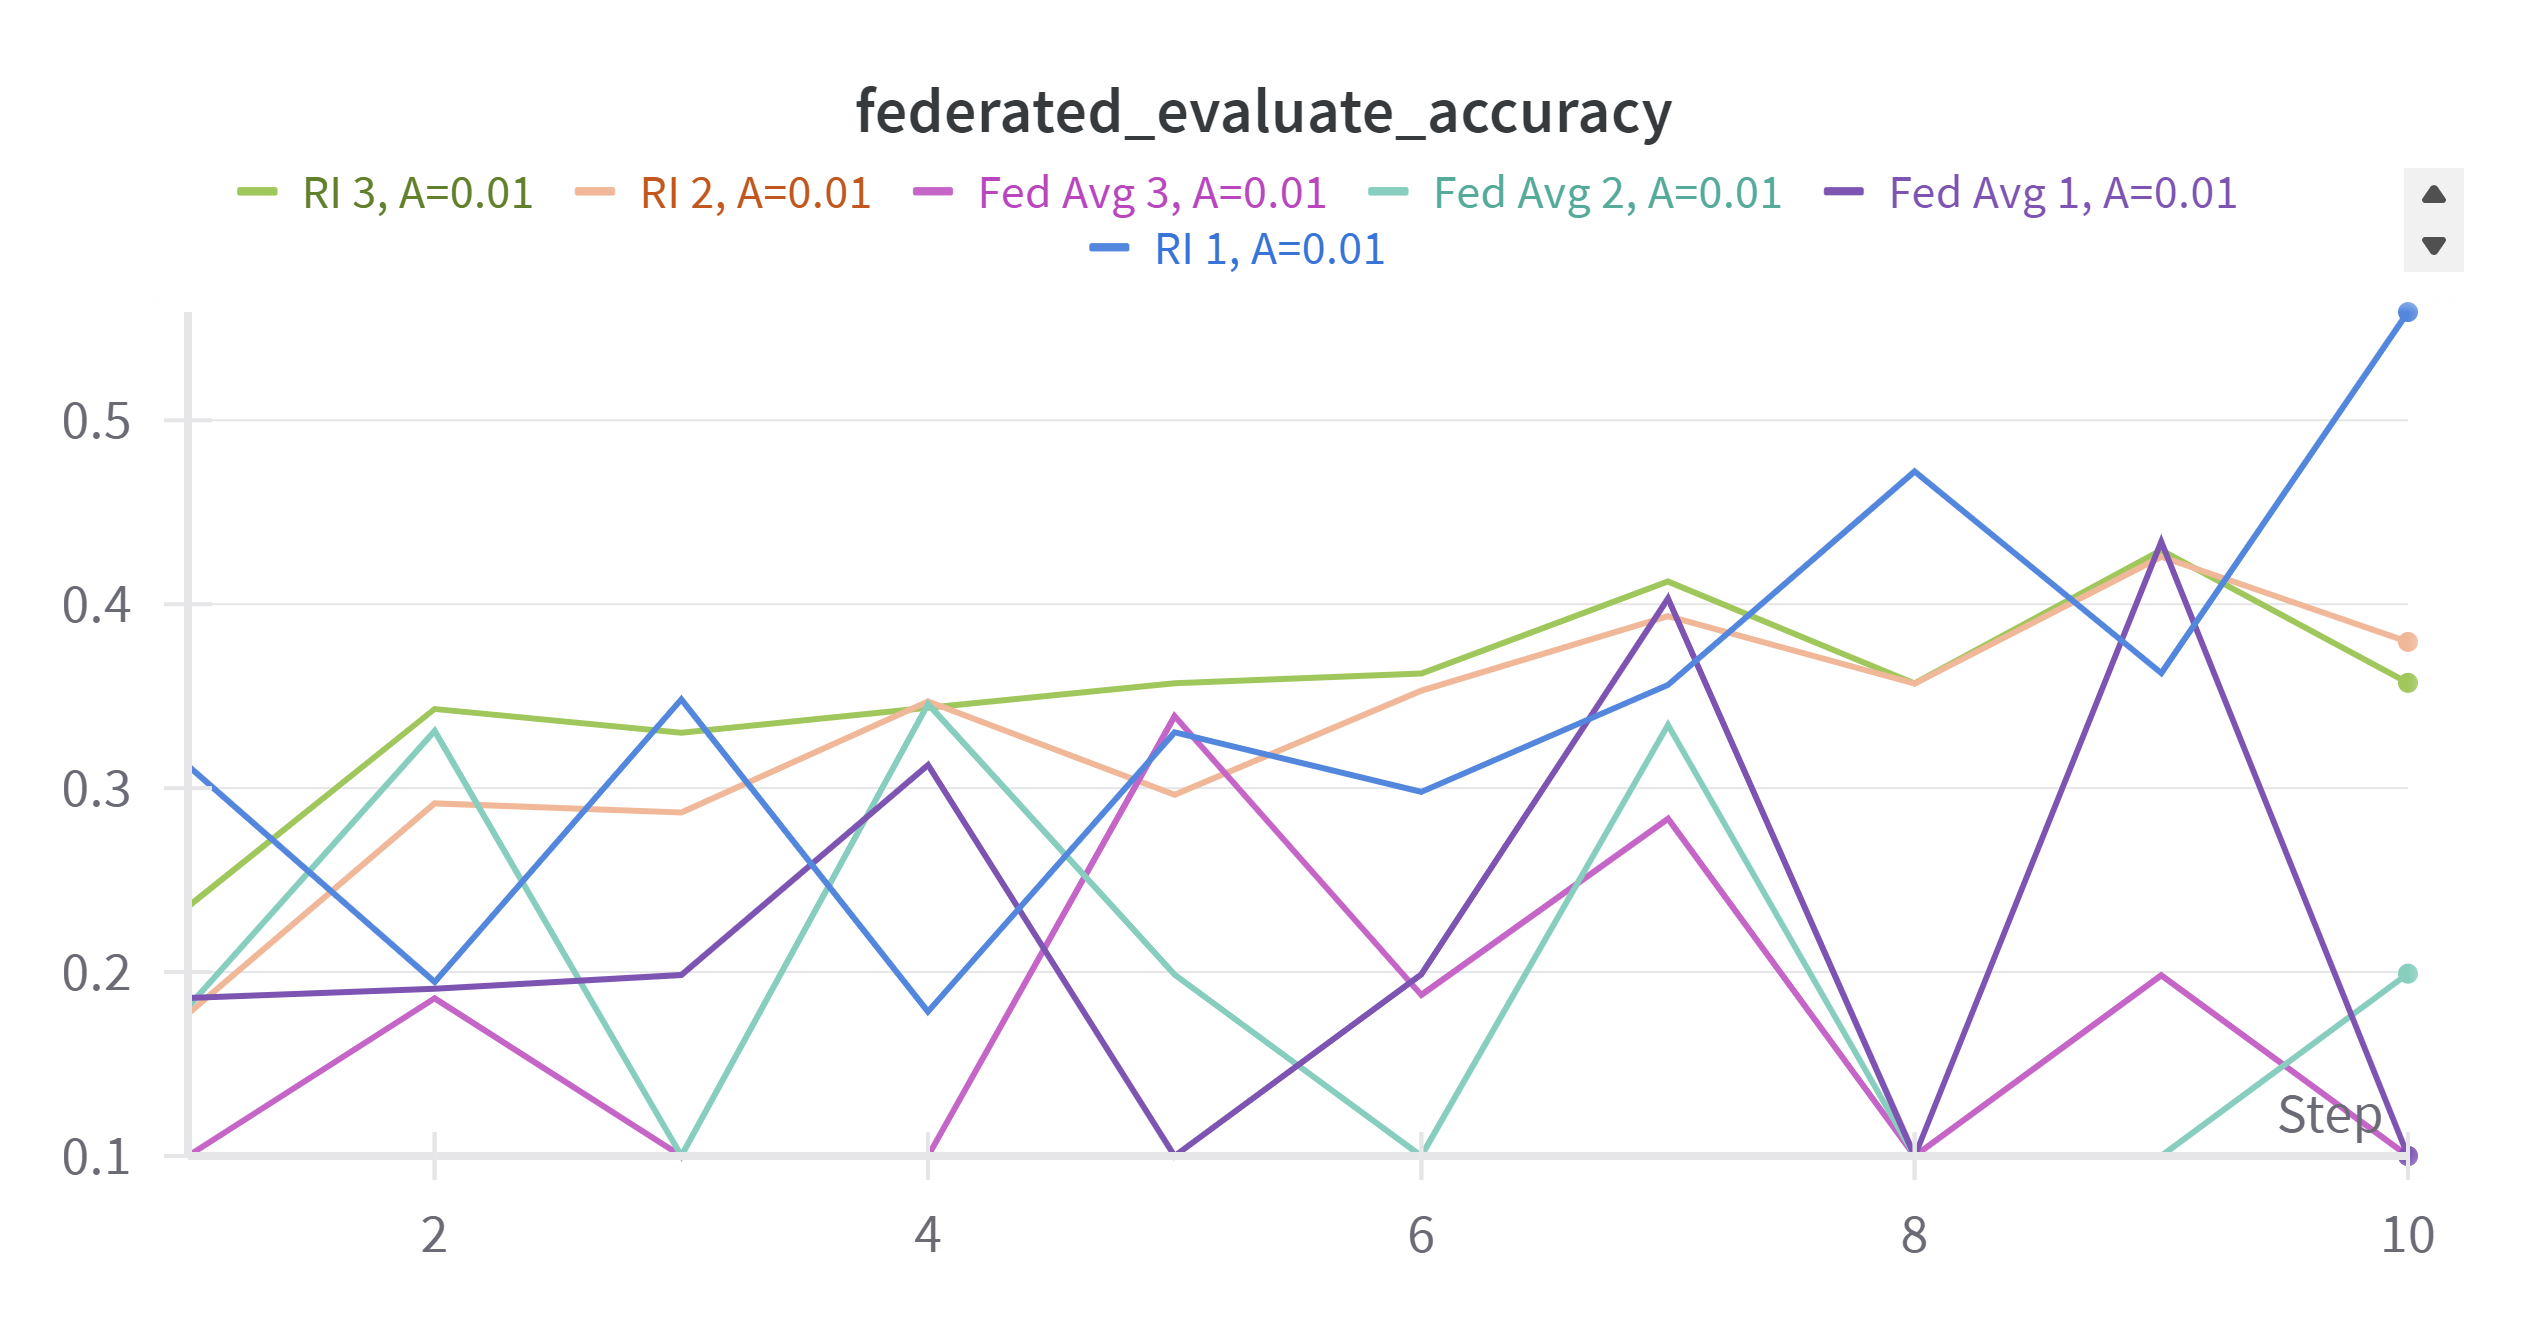 federated_evaluate_accuracy
RI 3, A=0.01 RI 2, A=0.01 Fed Avg 3, A=0.01 Fed Avg 2, A=0.01 Fed Avg 1, A=0.01
RI 1, A=0.01
0.5
0.4
0.3
0.2
0.1
Step
2 4 6 8 10